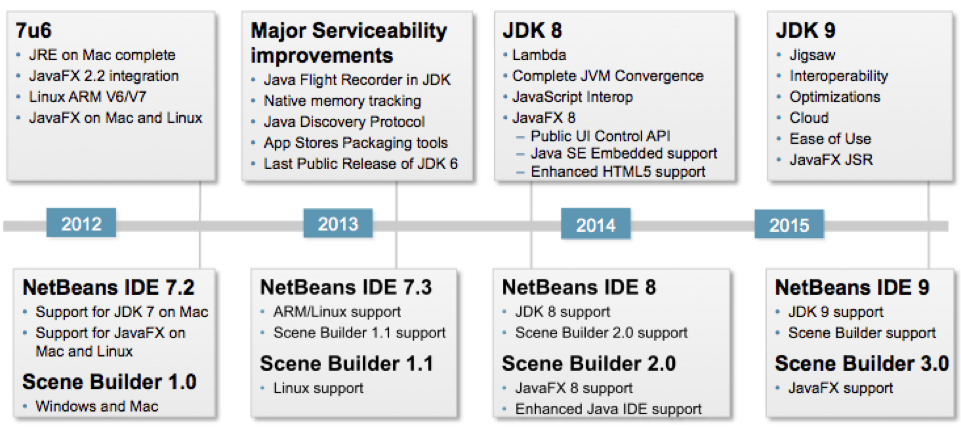 7u6
• JRE on Mac complete
• JavaFX 2.2 integration
• Linux ARM V6/V7
• JavaFX on Mac and Linux
Major Serviceability
improvements
• Java Flight Recorder in JDK
• Native memory tracking
• Java Discovery Protocol
• App Stores Packaging tools
• Last Public Release of JDK 6
JDK 8
• Lambda
• Complete JVM Convergence
• JavaScript Interop
• JavaFX 8
– Public UI Control API
– Java SE Embedded support
– Enhanced HTML5 support
JDK 9
• Jigsaw
• Interoperability
• Optimizations
• Cloud
• Ease of Use
• JavaFX JSR
2012
2013
2014
2015
NetBeans IDE 7.2
• Support for JDK 7 on Mac
• Support for JavaFX on
Mac and Linux
Scene Builder 1.0
• Windows and Mac
NetBeans IDE 7.3
• ARM/Linux support
• Scene Builder 1.1 support
Scene Builder 1.1
• Linux support
NetBeans IDE 8
• JDK 8 support
• Scene Builder 2.0 support
Scene Builder 2.0
• JavaFX 8 support
• Enhanced Java IDE support
NetBeans IDE 9
• JDK 9 support
• Scene Builder support
Scene Builder 3.0
• JavaFX support